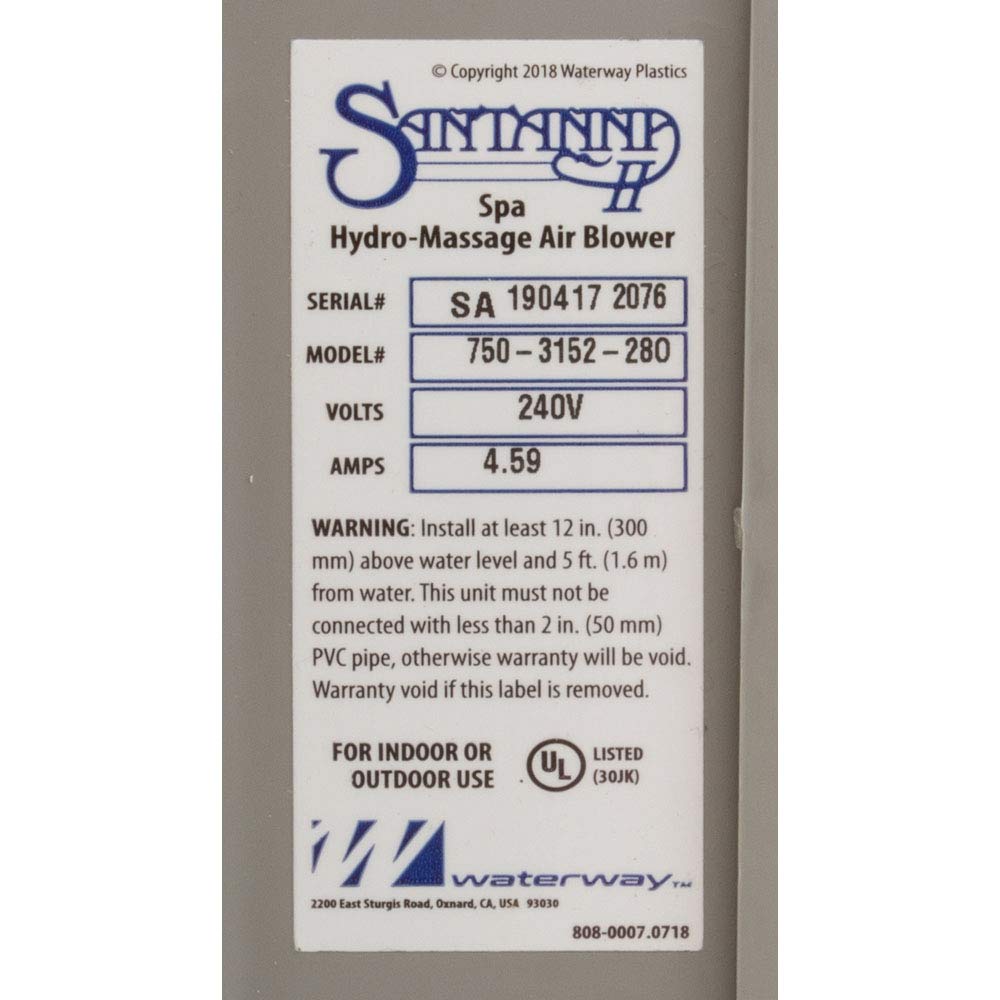 © Copyright 2018 Waterway Plastics
SANTANNA II
Spa
Hydro-Massage Air Blower
SERIAL# SA 190417 2076
MODEL# 750-3152-280
VOLTS 240V
AMPS 4.59
WARNING: Install at least 12 in. (300
mm) above water level and 5 ft. (1.6 m)
from water. This unit must not be
connected with less than 2 in. (50 mm)
PVC pipe, otherwise warranty will be void.
Warranty void if this label is removed.
FOR INDOOR OR
OUTDOOR USE
UL LISTED
(30JK)
waterway™
2200 East Sturgis Road, Oxnard, CA, USA 93030
808-0007.0718